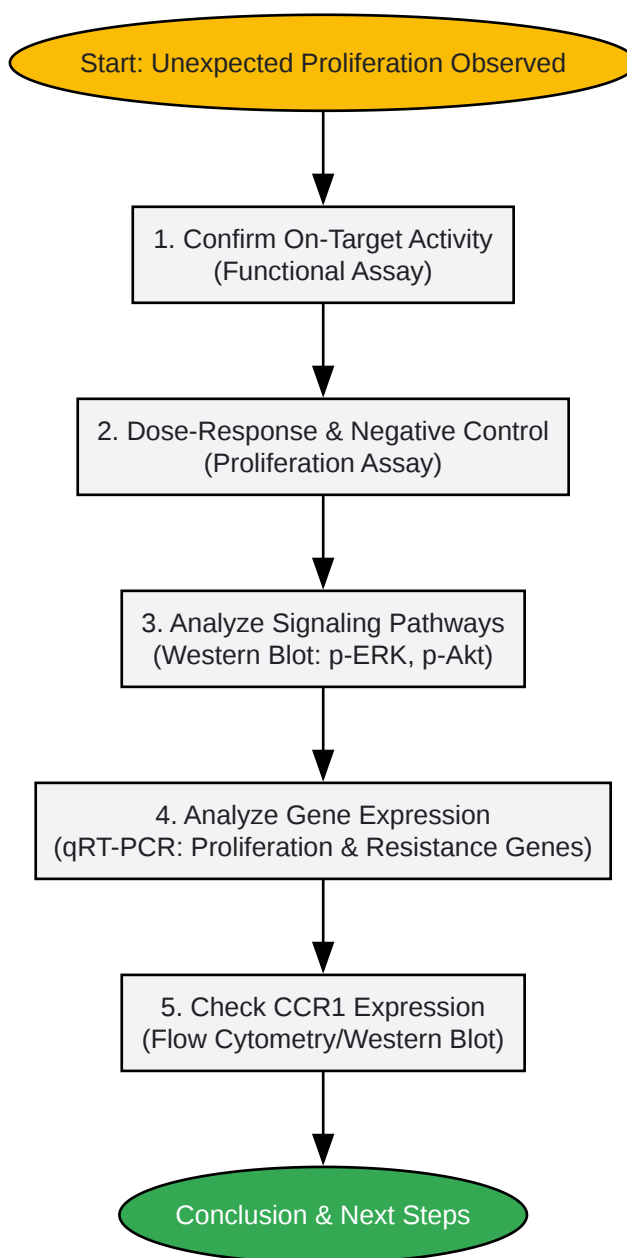 Start: Unexpected Proliferation Observed
1. Confirm On-Target Activity
(Functional Assay)
2. Dose-Response & Negative Control
(Proliferation Assay)
3. Analyze Signaling Pathways
(Western Blot: p-ERK, p-Akt)
4. Analyze Gene Expression
(qRT-PCR: Proliferation & Resistance Genes)
5. Check CCR1 Expression
(Flow Cytometry/Western Blot)
Conclusion & Next Steps